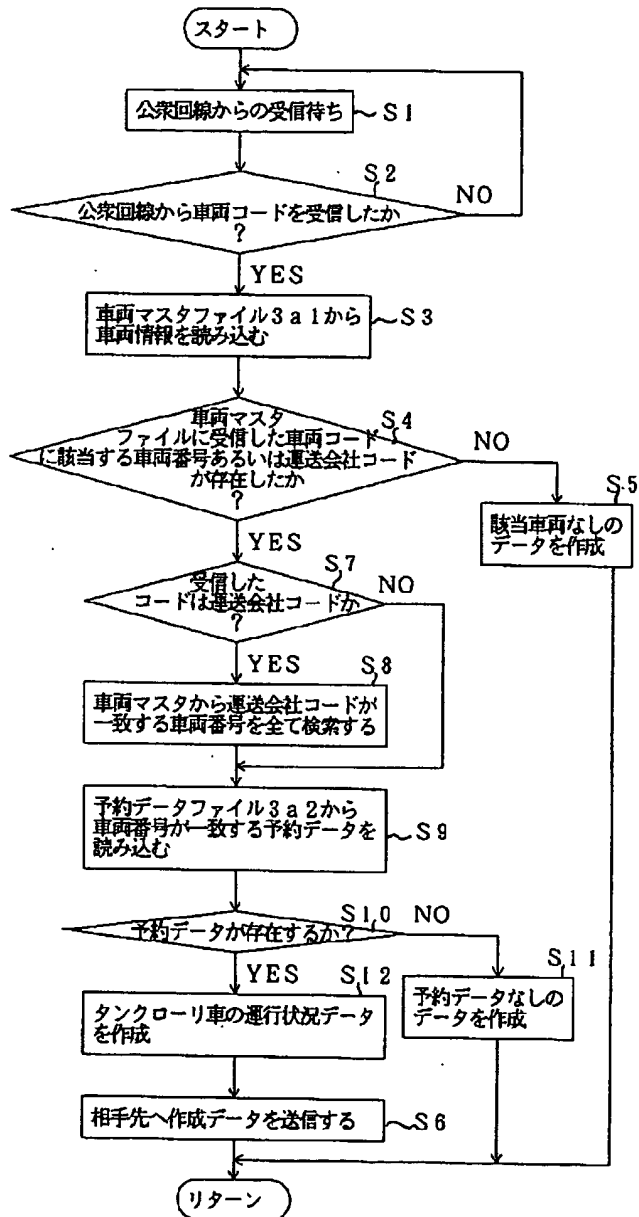 スタート
公衆回線からの受信待ち
S1
S2
公衆回線から車両コードを受信したか
?
NO
YES
車両マスタファイル3a1から
車両情報を読み込む
S3
車両マスタ
ファイルに受信した車両コード
に該当する車両番号あるいは運送会社コード
が存在したか
?
S4
NO
S5
該当車両なしの
データを作成
YES
受信した
コードは運送会社コードか
?
S7
NO
YES
S8
車両マスタから運送会社コードが
一致する車両番号を全て検索する
予約データファイル3a2から
車両番号が一致する予約データを
読み込む
S9
予約データが存在するか?
S10
NO
YES
S11
予約データなしの
データを作成
S12
タンクローリ車の運行状況データ
を作成
相手先へ作成データを送信する
S6
リターン